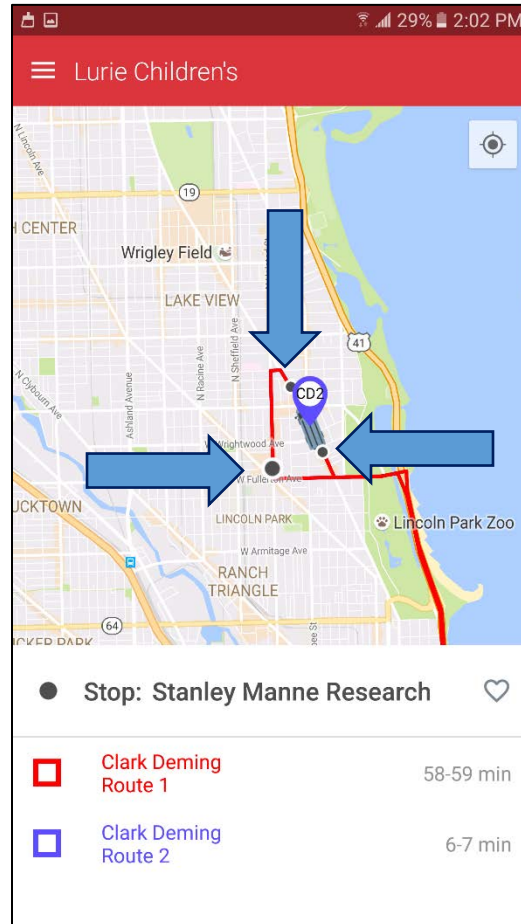 29% 2:02 PM
Lurie Children's
N Lincoln Ave
19
H CENTER
Wrigley Field
LAKE VIEW
41
N Clybourn Ave
Ashland Avenue
N Racine Ave
N Sheffield Ave
CD2
Wrightwood Ave
W Fullerton Ave
UCKTOWN
LINCOLN PARK
Lincoln Park Zoo
W Armitage Ave
RANCH
TRIANGLE
64
ICKER PARK
Stop: Stanley Manne Research
Clark Deming
Route 1
58-59 min
Clark Deming
Route 2
6-7 min